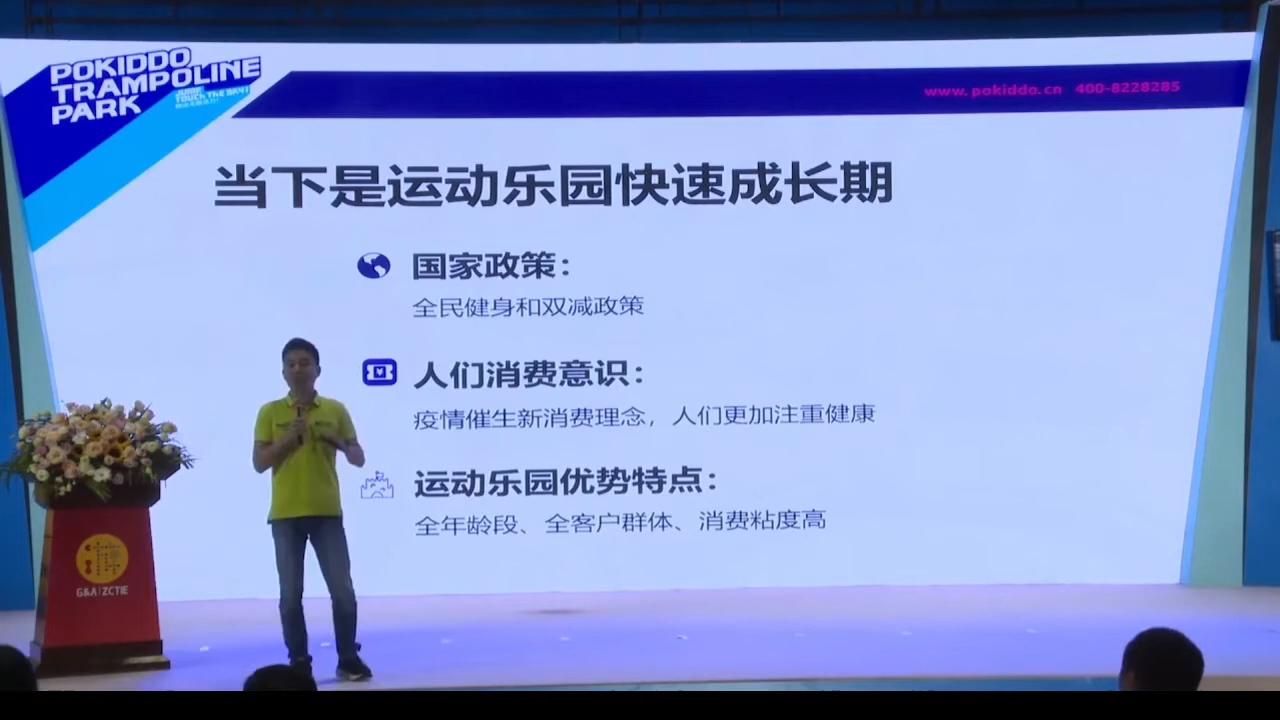 POKIDDO
TRAMPOLINE
PARK
JUMP
TOUCH THE SKY!
www.pokiddo.cn 400-8228285
当下是运动乐园快速成长期
国家政策：
全民健身和双减政策
人们消费意识：
疫情催生新消费理念，人们更加注重健康
运动乐园优势特点：
全年龄段、全客户群体、消费粘度高
G&A|ZCTIE